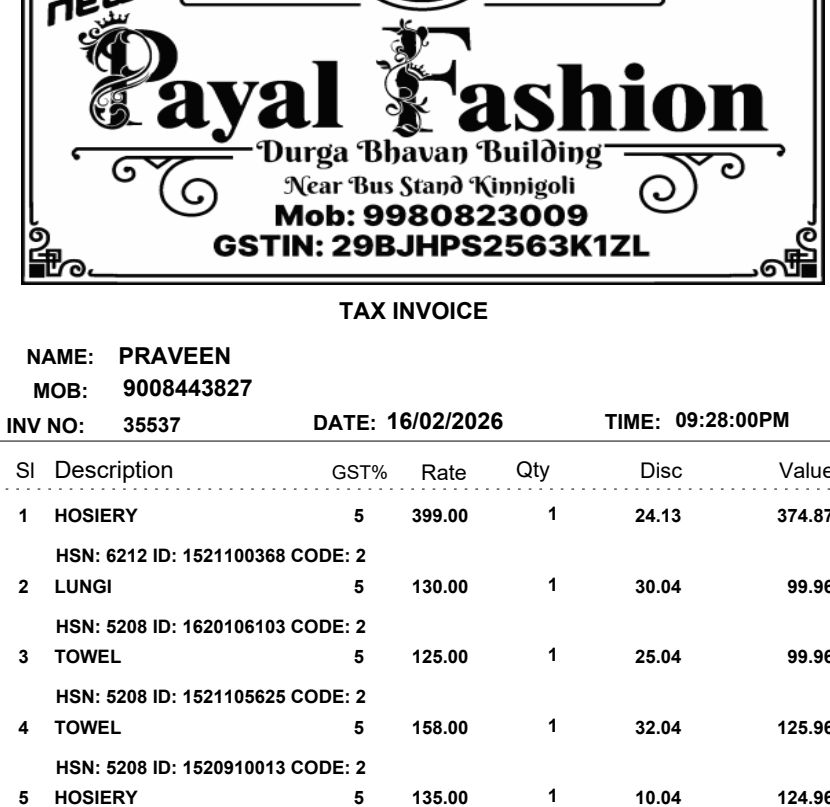 new
Payal Fashion
Durga Bhavan Building
Near Bus Stand Kinnigoli
Mob: 9980823009
GSTIN: 29BJHPS2563K1ZL
TAX INVOICE
NAME: PRAVEEN
MOB: 9008443827
INV NO: 35537 DATE: 16/02/2026 TIME: 09:28:00PM
Sl Description GST% Rate Qty Disc Value
1 HOSIERY 5 399.00 1 24.13 374.87
HSN: 6212 ID: 1521100368 CODE: 2
2 LUNGI 5 130.00 1 30.04 99.96
HSN: 5208 ID: 1620106103 CODE: 2
3 TOWEL 5 125.00 1 25.04 99.96
HSN: 5208 ID: 1521105625 CODE: 2
4 TOWEL 5 158.00 1 32.04 125.96
HSN: 5208 ID: 1520910013 CODE: 2
5 HOSIERY 5 135.00 1 10.04 124.96